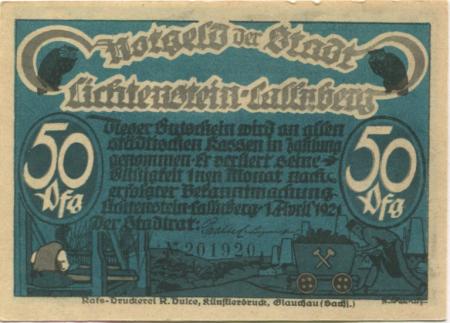 Notgeld der Stadt
Lichtenstein-Callnberg
Dieser Gutschein wird an allen
städtischen Kassen in Zahlung
genommen. Er verliert seine
Gültigkeit 1 Monat nach
erfolgter Bekanntmachung
Lichtenstein-Callnberg 1. April 1921
Der Stadtrat:
50
Pfg
50
Pfg
№ 201920
Rats-Druckerei R. Dulce, Künstlerdruck, Glauchau (Sachs).